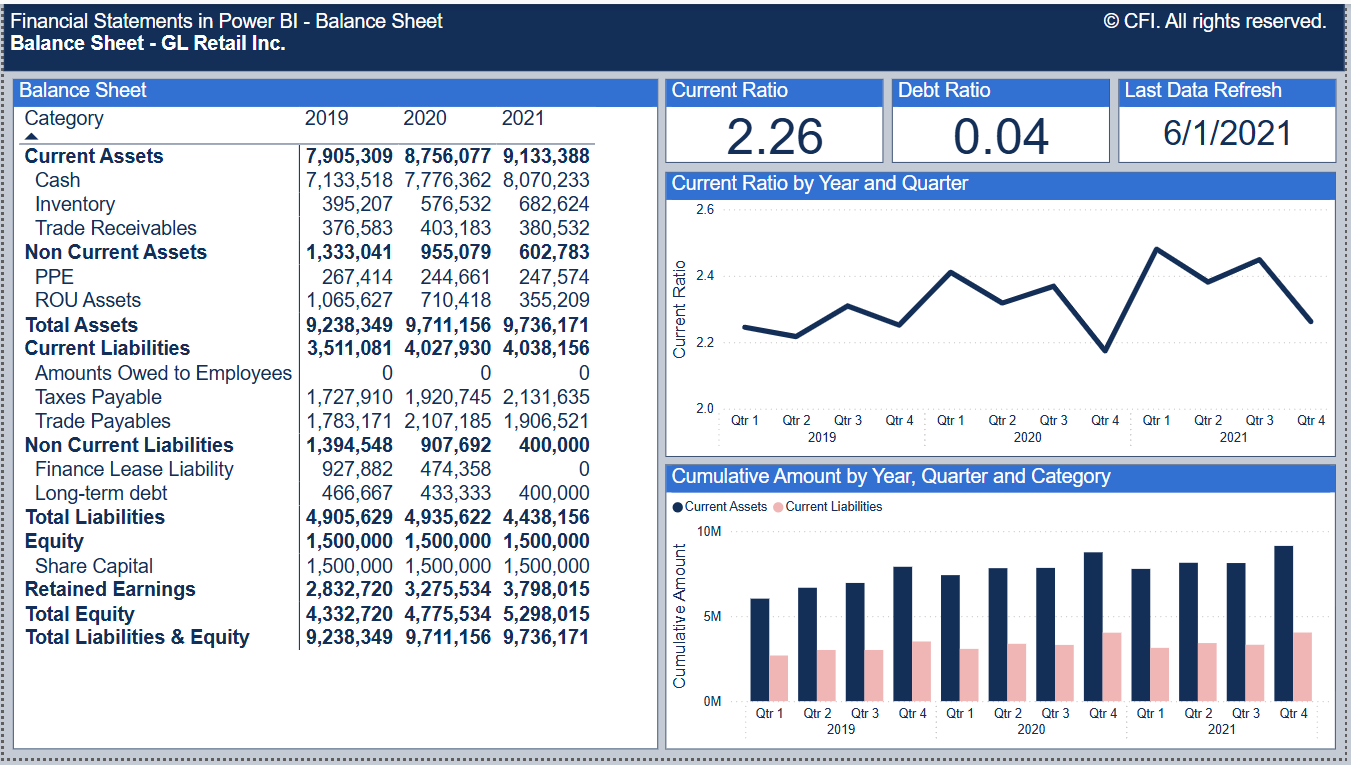 Financial Statements in Power BI - Balance Sheet
© CFI. All rights reserved.
Balance Sheet - GL Retail Inc.
Balance Sheet
Category 2019 2020 2021
Current Assets 7,905,309 8,756,077 9,133,388
Cash 7,133,518 7,776,362 8,070,233
Inventory 395,207 576,532 682,624
Trade Receivables 376,583 403,183 380,532
Non Current Assets 1,333,041 955,079 602,783
PPE 267,414 244,661 247,574
ROU Assets 1,065,627 710,418 355,209
Total Assets 9,238,349 9,711,156 9,736,171
Current Liabilities 3,511,081 4,027,930 4,038,156
Amounts Owed to Employees 0 0 0
Taxes Payable 1,727,910 1,920,745 2,131,635
Trade Payables 1,783,171 2,107,185 1,906,521
Non Current Liabilities 1,394,548 907,692 400,000
Finance Lease Liability 927,882 474,358 0
Long-term debt 466,667 433,333 400,000
Total Liabilities 4,905,629 4,935,622 4,438,156
Equity 1,500,000 1,500,000 1,500,000
Share Capital 1,500,000 1,500,000 1,500,000
Retained Earnings 2,832,720 3,275,534 3,798,015
Total Equity 4,332,720 4,775,534 5,298,015
Total Liabilities & Equity 9,238,349 9,711,156 9,736,171
Current Ratio
2.26
Debt Ratio
0.04
Last Data Refresh
6/1/2021
Current Ratio by Year and Quarter
Current Ratio
2.6
2.4
2.2
2.0
Qtr 1 Qtr 2 Qtr 3 Qtr 4 Qtr 1 Qtr 2 Qtr 3 Qtr 4 Qtr 1 Qtr 2 Qtr 3 Qtr 4
2019 2020 2021
Cumulative Amount by Year, Quarter and Category
Current Assets Current Liabilities
Cumulative Amount
10M
5M
0M
Qtr 1 Qtr 2 Qtr 3 Qtr 4 Qtr 1 Qtr 2 Qtr 3 Qtr 4 Qtr 1 Qtr 2 Qtr 3 Qtr 4
2019 2020 2021